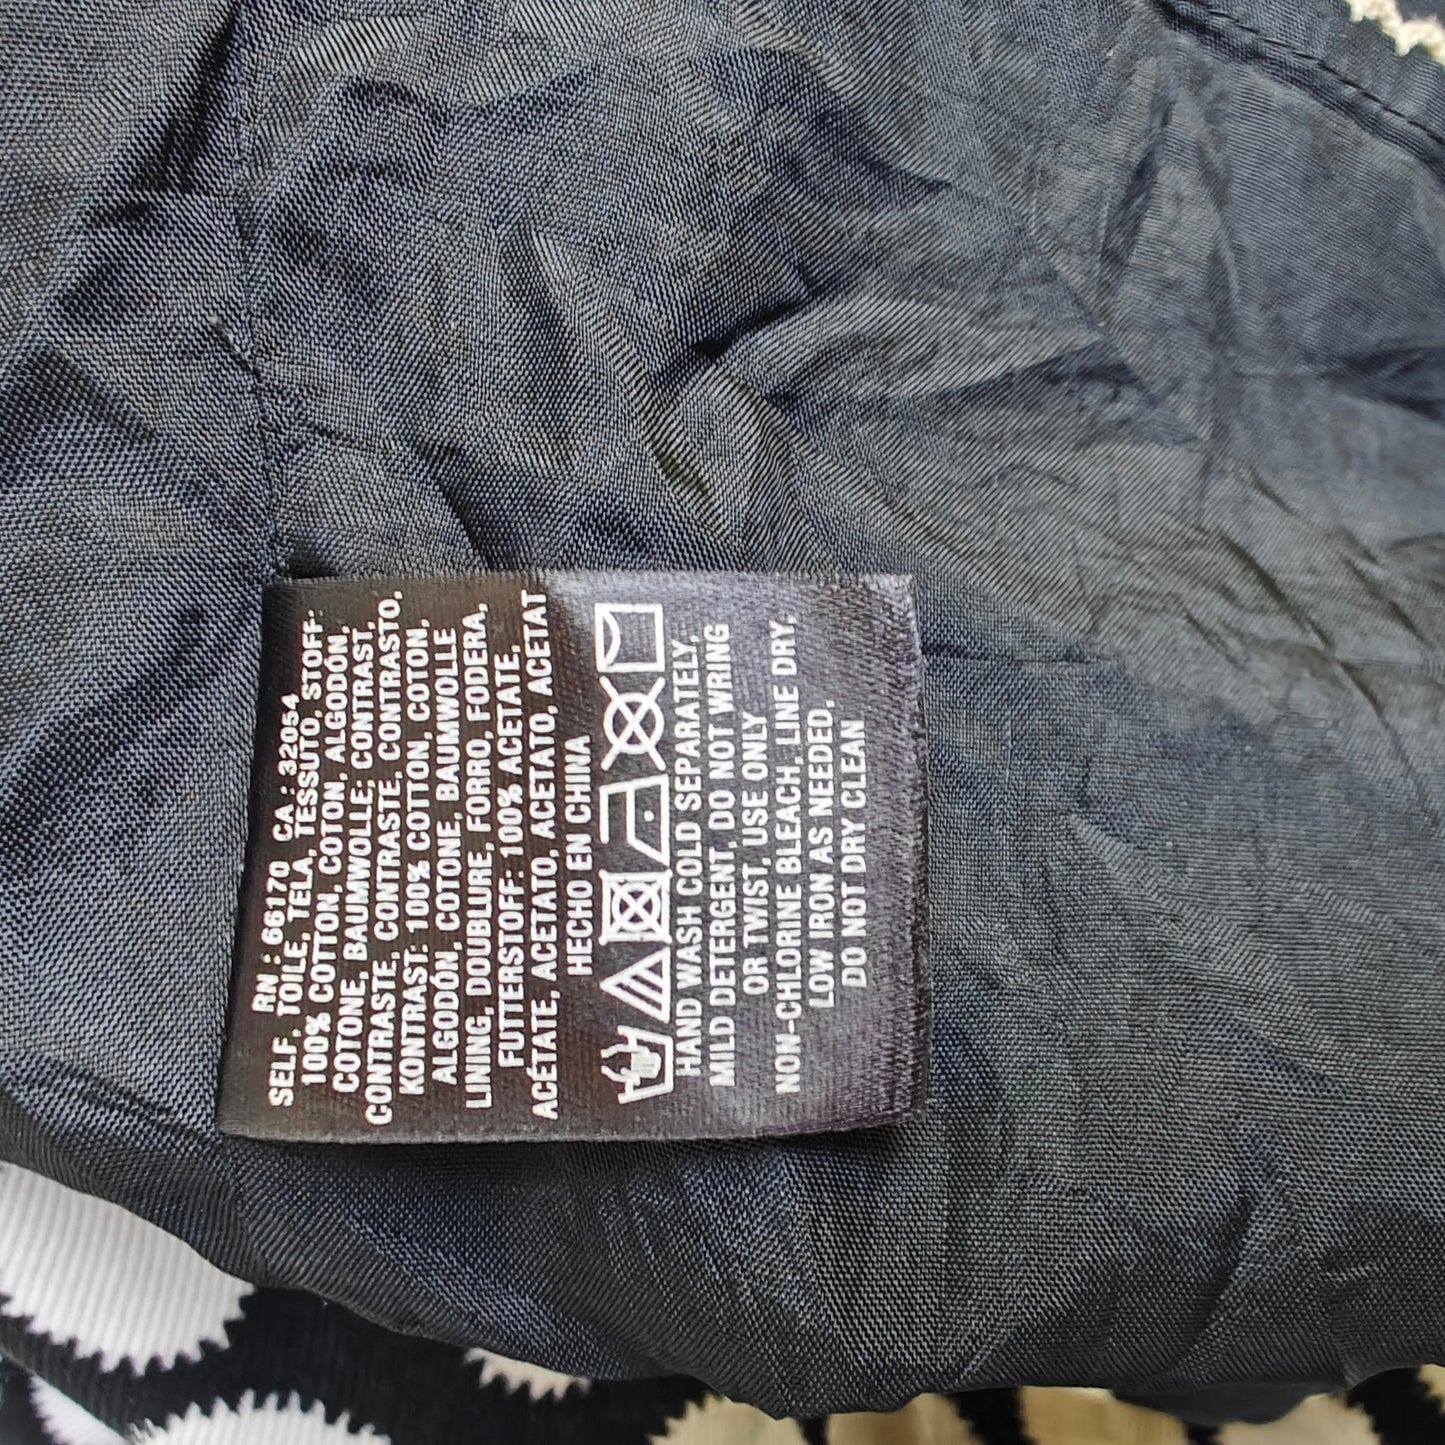 RN : 66170 CA : 32054
SELF, TOILE, TELA, TESSUTO, STOFF:
100% COTTON, COTON, ALGODÓN,
COTONE, BAUMWOLLE; CONTRAST,
CONTRASTE, CONTRASTE, CONTRASTO,
KONTRAST: 100% COTTON, COTON,
ALGODÓN, COTONE, BAUMWOLLE
LINING, DOUBLURE, FORRO, FODERA,
FUTTERSTOFF: 100% ACETATE,
ACÉTATE, ACETATO, ACETATO, ACETAT
HECHO EN CHINA
HAND WASH COLD SEPARATELY,
MILD DETERGENT, DO NOT WRING
OR TWIST, USE ONLY
NON-CHLORINE BLEACH, LINE DRY,
LOW IRON AS NEEDED.
DO NOT DRY CLEAN